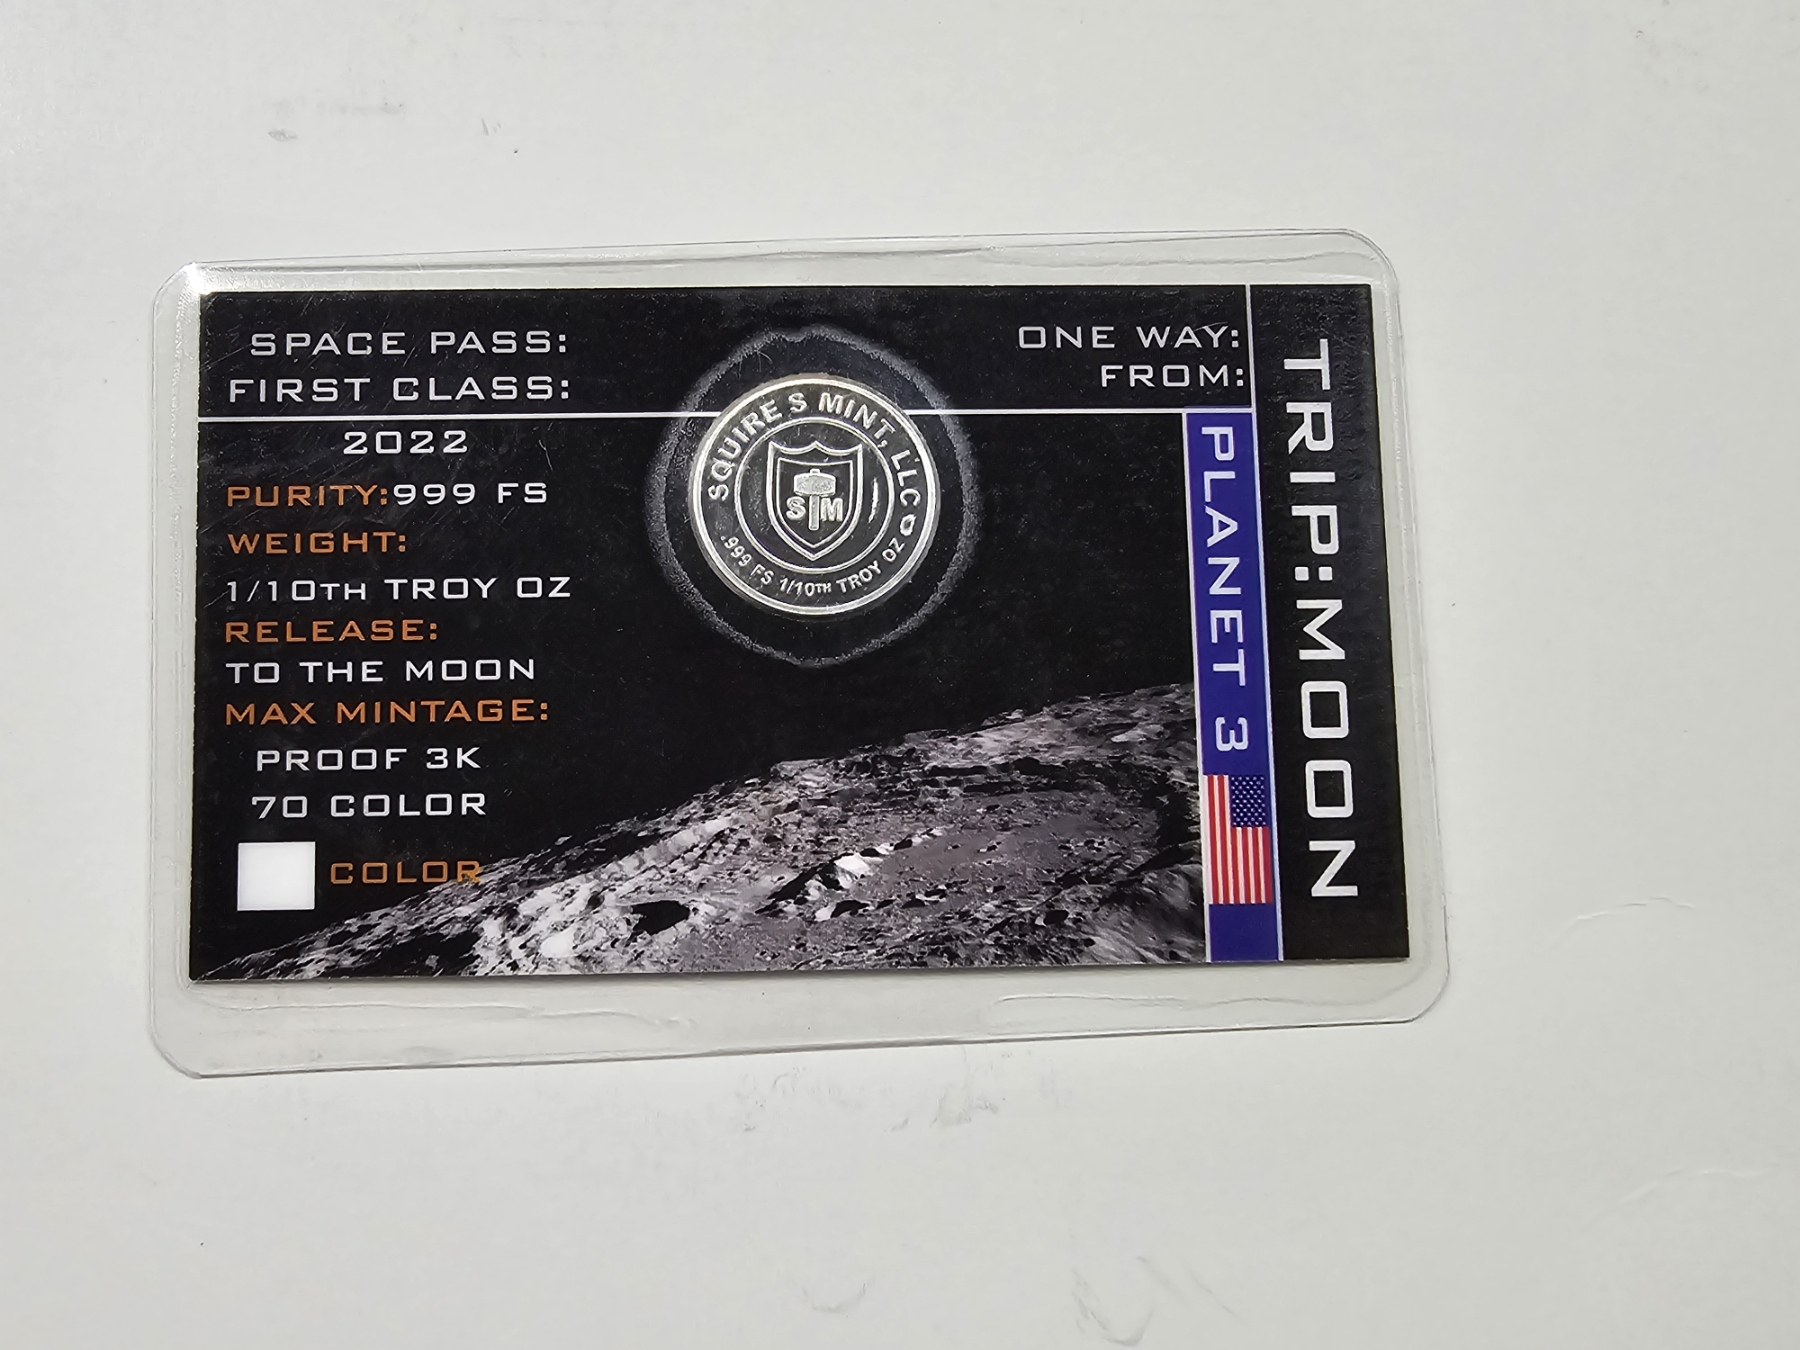 SPACE PASS:
FIRST CLASS:
2022
PURITY:999 FS
WEIGHT:
1/10TH TROY OZ
RELEASE:
TO THE MOON
MAX MINTAGE:
PROOF 3K
70 COLOR
COLOR
SQUIRE S MINT, LLC
S M
.999 FS 1/10TH TROY OZ
ONE WAY:
FROM:
PLANET 3
TRIP:MOON